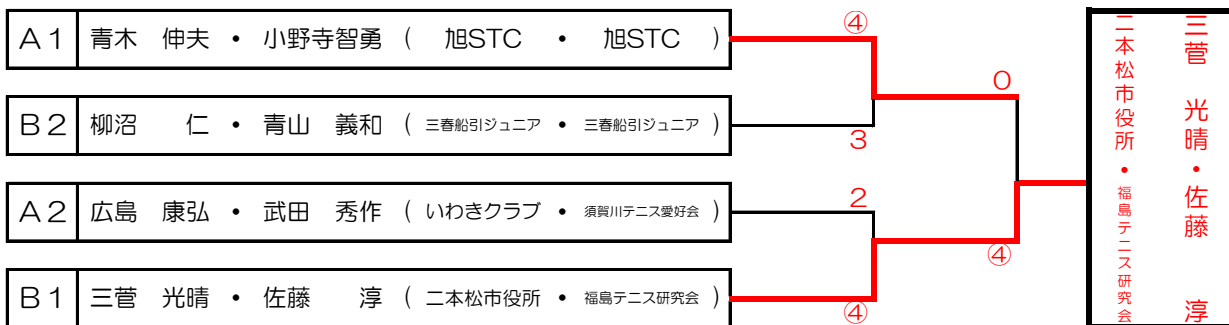 A1 青木 伸夫 ・ 小野寺智勇 ( 旭STC ・ 旭STC )
④
B2 柳沼 仁 ・ 青山 義和 ( 三春船引ジュニア ・ 三春船引ジュニア )
3
0
A2 広島 康弘 ・ 武田 秀作 ( いわきクラブ ・ 須賀川テニス愛好会 )
2
④
B1 三菅 光晴 ・ 佐藤 淳 ( 二本松市役所 ・ 福島テニス研究会 )
④
三菅 光晴・佐藤 淳
二本松市役所・福島テニス研究会